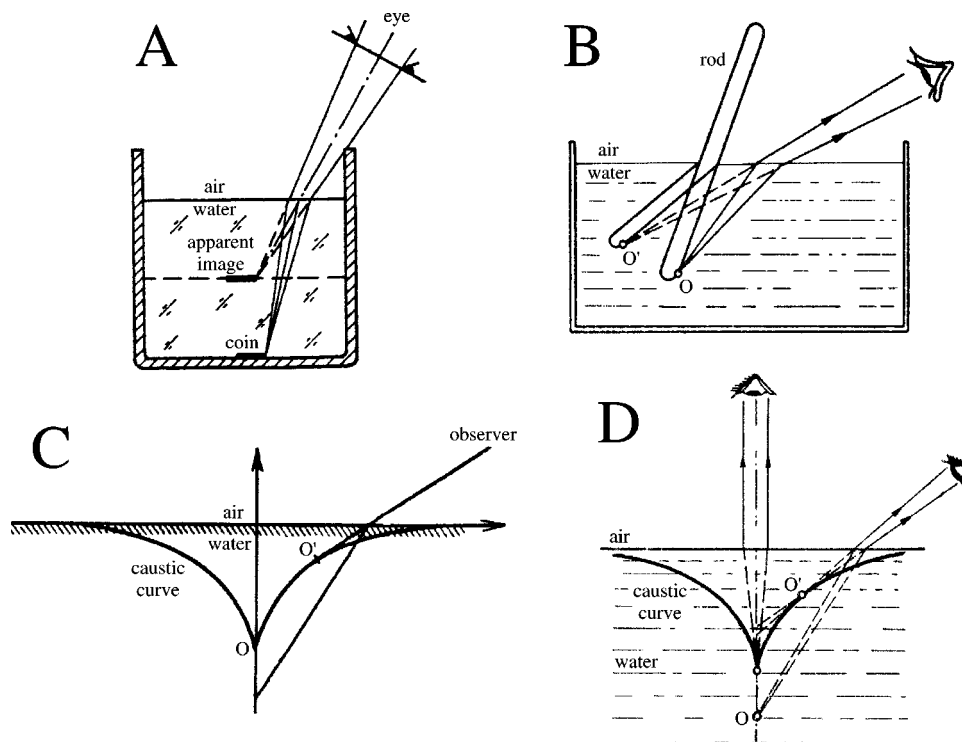 A
eye
air
water
apparent
image
coin
B
rod
air
water
O'
O
C
observer
air
water
O'
caustic
curve
O
D
air
O'
caustic
curve
water
O